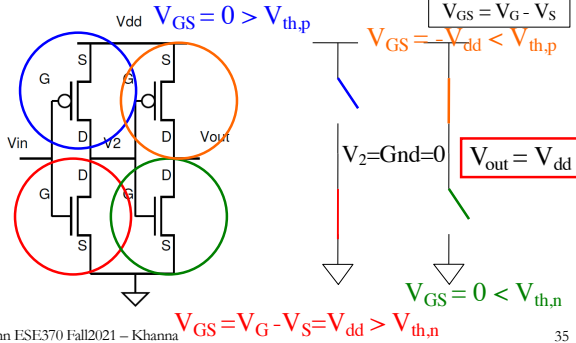 Vdd
V_GS = 0 > V_th,p
V_GS = V_G - V_S
V_GS = -V_dd < V_th,p
S
S
G
G
D
D
Vin
V2
Vout
V_2=Gnd=0
V_out = V_dd
D
D
G
G
S
S
V_GS = 0 < V_th,n
V_GS = V_G - V_S = V_dd > V_th,n
nn ESE370 Fall2021 – Khanna
35